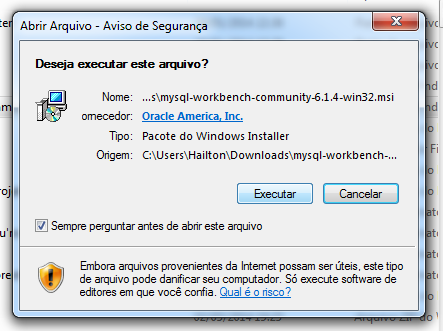 Abrir Arquivo - Aviso de Segurança
Deseja executar este arquivo?
Nome: ...s\mysql-workbench-community-6.1.4-win32.msi
ornecedor: Oracle America, Inc.
Tipo: Pacote do Windows Installer
Origem: C:\Users\Hailton\Downloads\mysql-workbench-...
Executar Cancelar
Sempre perguntar antes de abrir este arquivo
Embora arquivos provenientes da Internet possam ser úteis, este tipo
de arquivo pode danificar seu computador. Só execute software de
editores em que você confia. Qual é o risco?